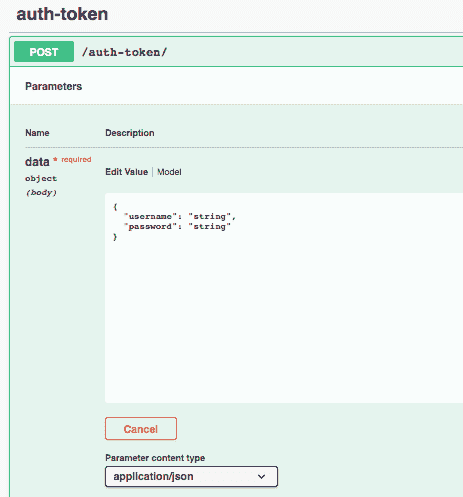 auth-token
POST /auth-token/
Parameters
Name Description
data * required
object
(body)
Edit Value | Model
{
"username": "string",
"password": "string"
}
Cancel
Parameter content type
application/json